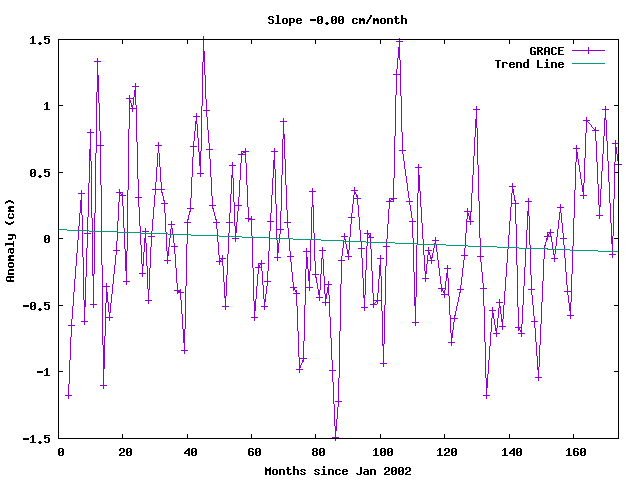 Slope -0.00 cm/month
GRACE
Trend Line
1.5
1
0.5
0
-0.5
-1
-1.5
Anomaly (cm)
0 20 40 60 80 100 120 140 160
Months since Jan 2002